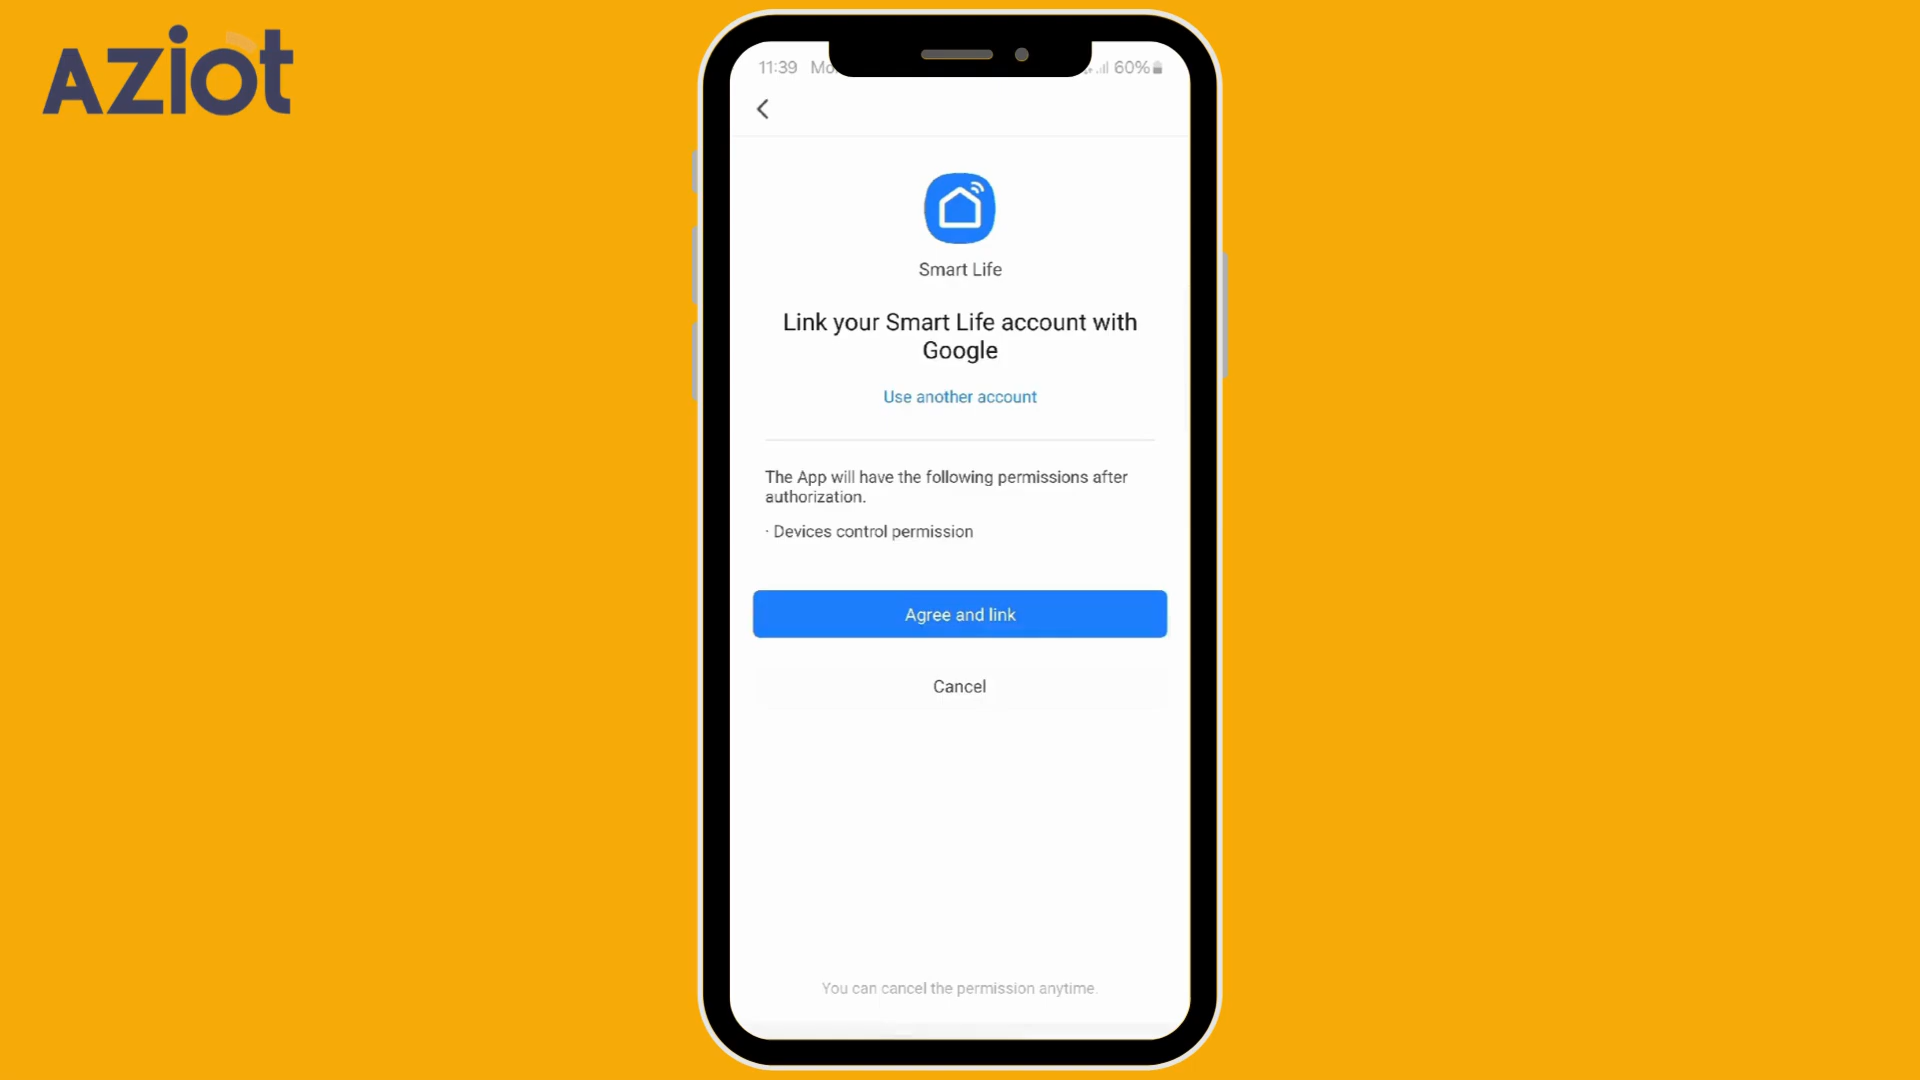 AZIOT
11:39
60%
Smart Life
Link your Smart Life account with
Google
Use another account
The App will have the following permissions after
authorization.
· Devices control permission
Agree and link
Cancel
You can cancel the permission anytime.